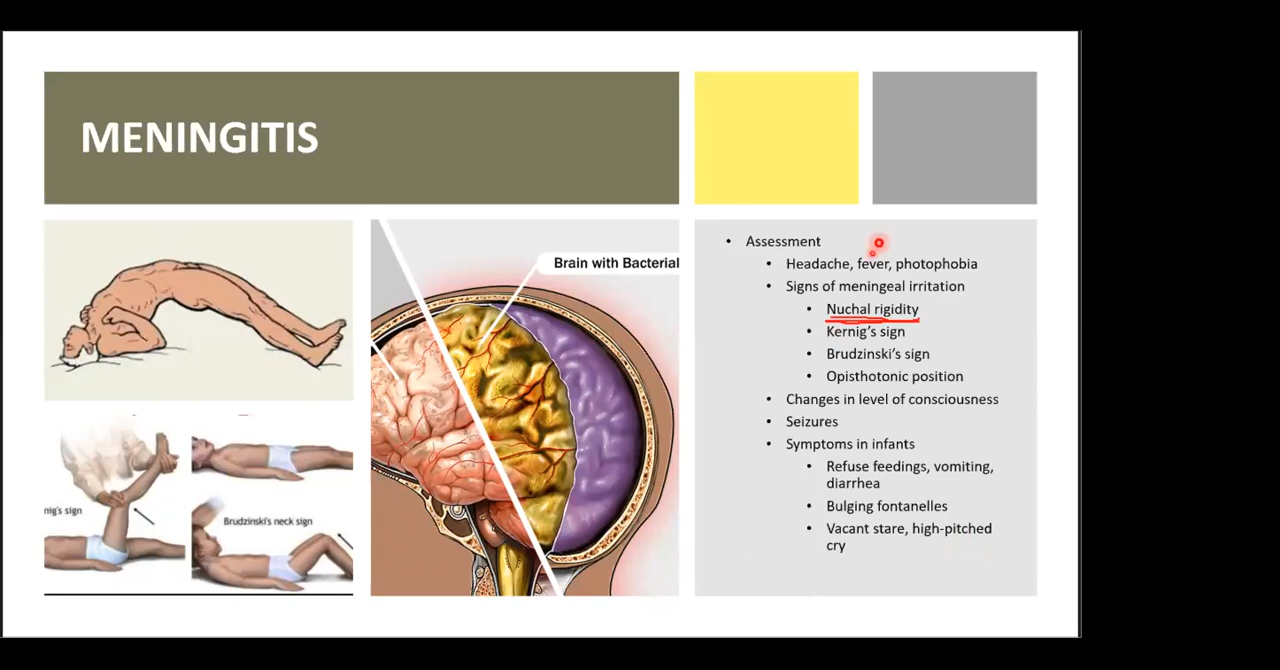 MENINGITIS
nig's sign
Brudzinski's neck sign
Brain with Bacterial
• Assessment
• Headache, fever, photophobia
• Signs of meningeal irritation
• Nuchal rigidity
• Kernig's sign
• Brudzinski's sign
• Opisthotonic position
• Changes in level of consciousness
• Seizures
• Symptoms in infants
• Refuse feedings, vomiting,
diarrhea
• Bulging fontanelles
• Vacant stare, high-pitched
cry